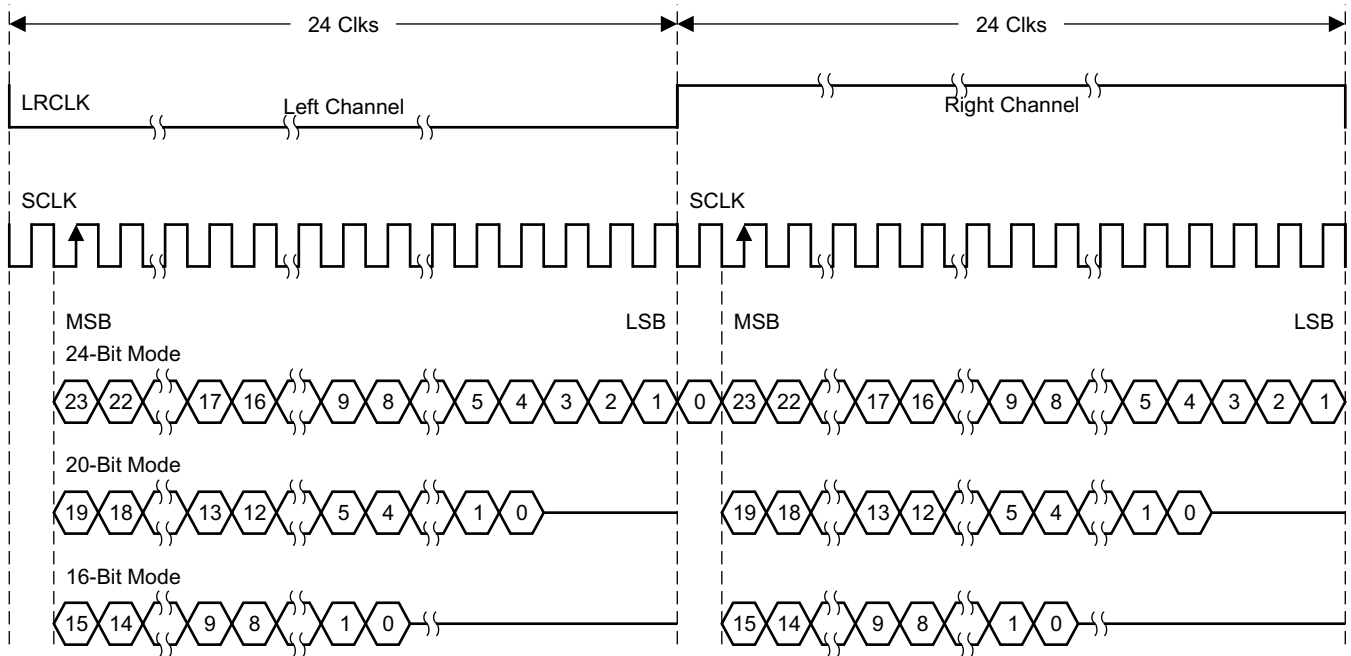 24 Clks 24 Clks
LRCLK Left Channel Right Channel
SCLK SCLK
MSB LSB MSB LSB
24-Bit Mode
23 22 17 16 9 8 5 4 3 2 1 0 23 22 17 16 9 8 5 4 3 2 1
20-Bit Mode
19 18 13 12 5 4 1 0 19 18 13 12 5 4 1 0
16-Bit Mode
15 14 9 8 1 0 15 14 9 8 1 0